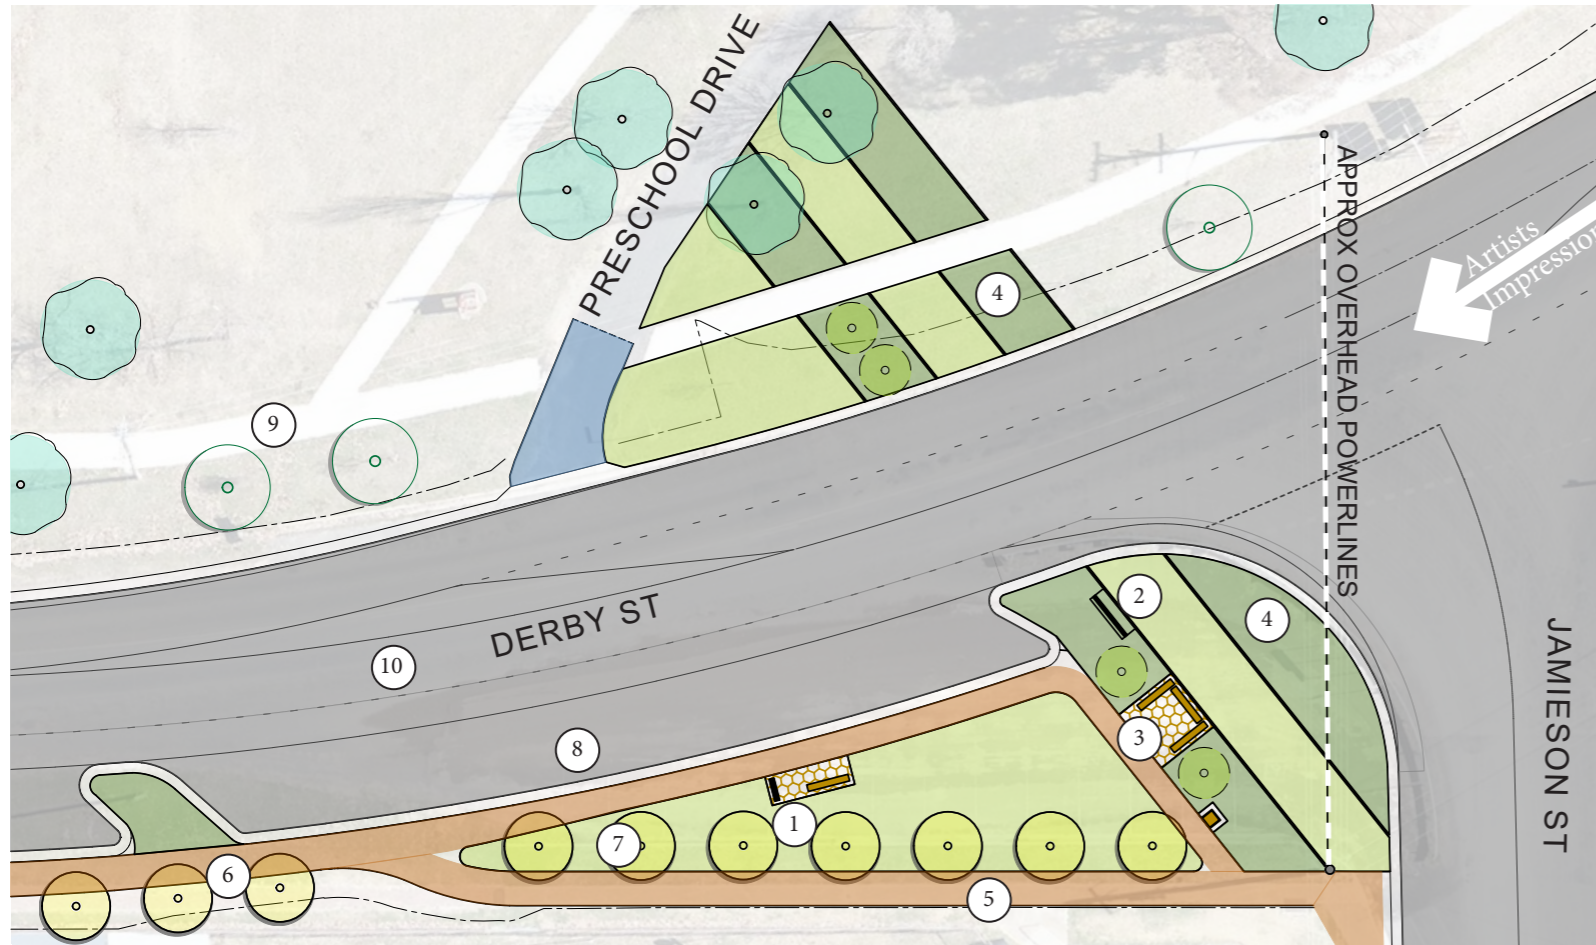 PRESCHOOL DRIVE
APPROX OVERHEAD POWERLINES
Artists
Impression
4
9
2
4
DERBY ST
10
JAMIESON ST
3
8
1
7
6
5